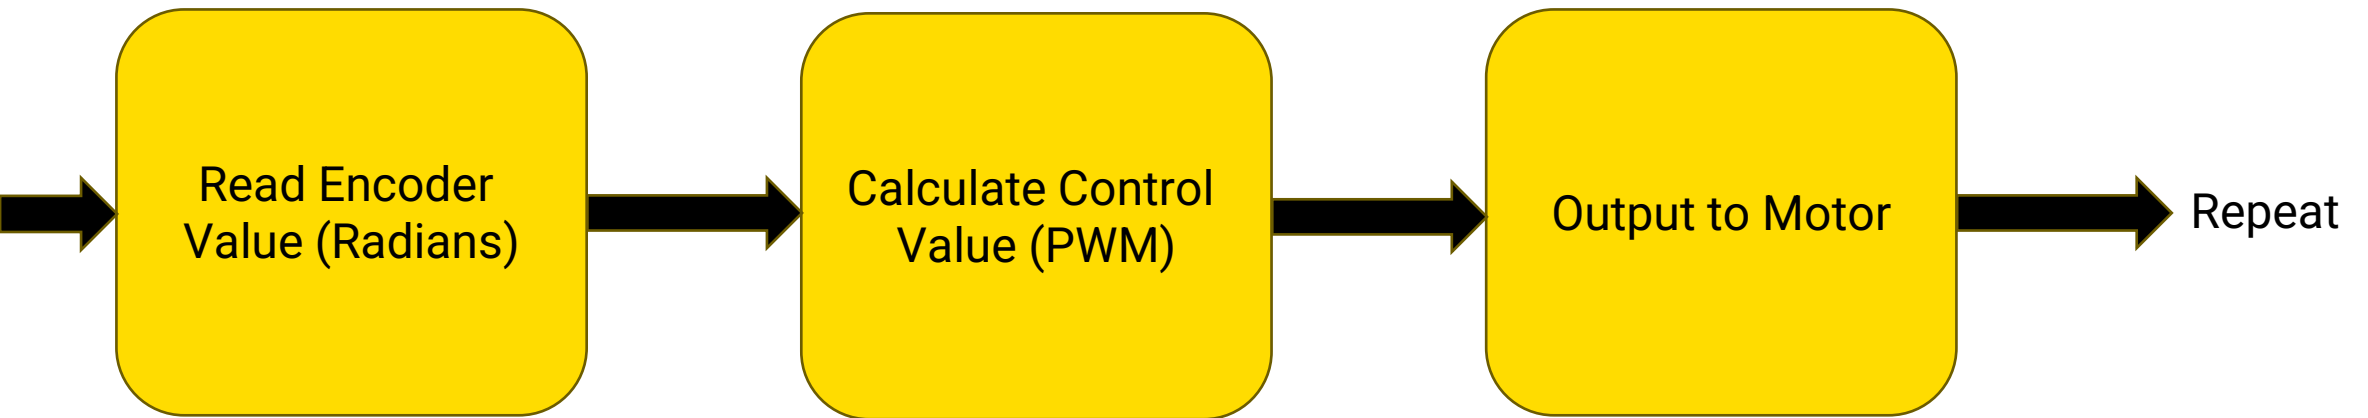 Read Encoder
Value (Radians)
Calculate Control
Value (PWM)
Output to Motor
Repeat